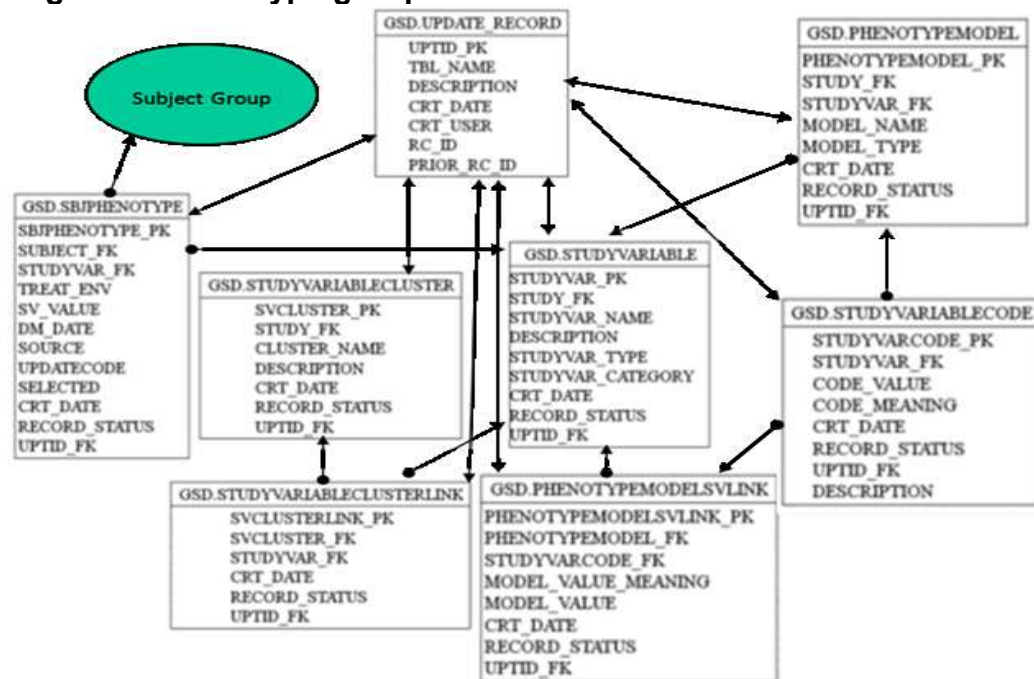 Subject Group
GSD.UPDATE_RECORD
UPTID_PK
TBL_NAME
DESCRIPTION
CRT_DATE
CRT_USER
RC_ID
PRIOR_RC_ID
GSD.PHENOTYPEMODEL
PHENOTYPEMODEL_PK
STUDY_FK
STUDYVAR_FK
MODEL_NAME
MODEL_TYPE
CRT_DATE
RECORD_STATUS
UPTID_FK
GSD.SBJPHENOTYPE
SBJPHENOTYPE_PK
SUBJECT_FK
STUDYVAR_FK
TREAT_ENV
SV_VALUE
DM_DATE
SOURCE
UPDATECODE
SELECTED
CRT_DATE
RECORD_STATUS
UPTID_FK
GSD.STUDYVARIABLECLUSTER
SVCLUSTER_PK
STUDY_FK
CLUSTER_NAME
DESCRIPTION
CRT_DATE
RECORD_STATUS
UPTID_FK
GSD.STUDYVARIABLE
STUDYVAR_PK
STUDY_FK
STUDYVAR_NAME
DESCRIPTION
STUDYVAR_TYPE
STUDYVAR_CATEGORY
CRT_DATE
RECORD_STATUS
UPTID_FK
GSD.STUDYVARIABLECODE
STUDYVARCODE_PK
STUDYVAR_FK
CODE_VALUE
CODE_MEANING
CRT_DATE
RECORD_STATUS
UPTID_FK
DESCRIPTION
GSD.STUDYVARIABLECLUSTERLINK
SVCLUSTERLINK_PK
SVCLUSTER_FK
STUDYVAR_FK
CRT_DATE
RECORD_STATUS
UPTID_FK
GSD.PHENOTYPEMODELSVLINK
PHENOTYPEMODELSVLINK_PK
PHENOTYPEMODEL_FK
STUDYVARCODE_FK
MODEL_VALUE_MEANING
MODEL_VALUE
CRT_DATE
RECORD_STATUS
UPTID_FK